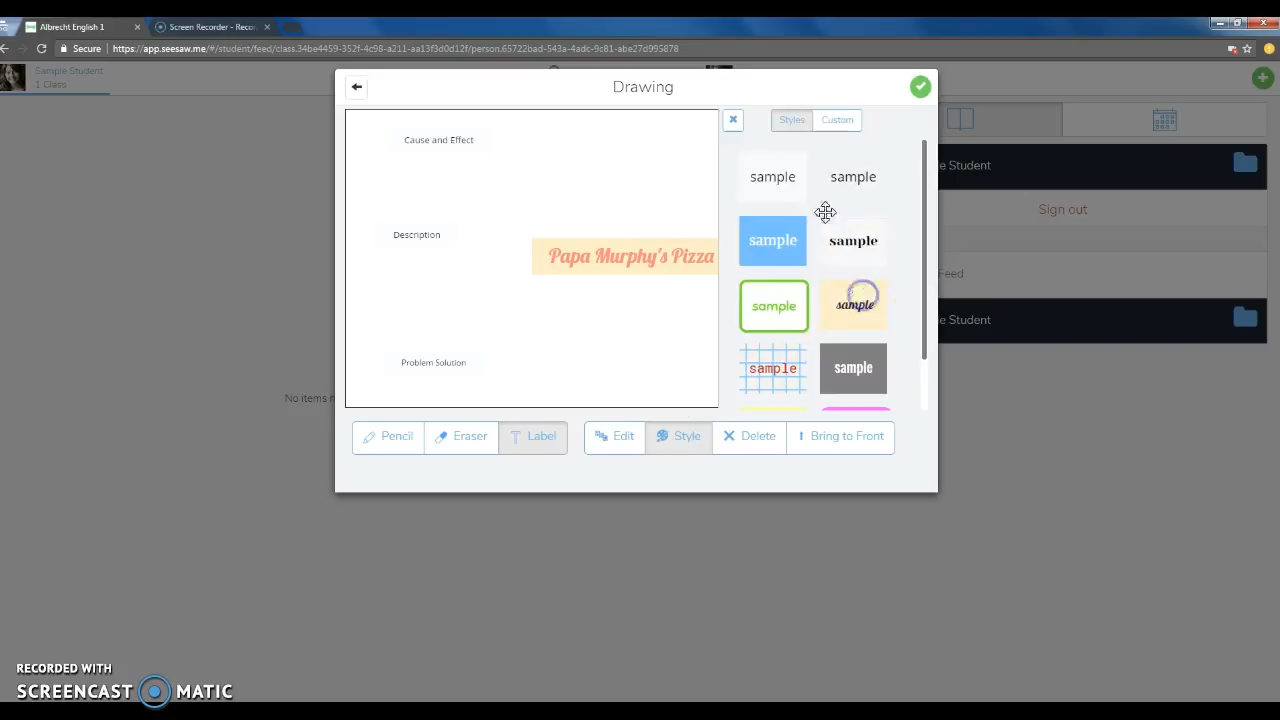 Albrecht English 1
Screen Recorder - Reco
Secure | https://app.seesaw.me/#/student/feed/class.34be4459-352f-4c98-a211-aa13f3d0d12f/person.65722bad-543a-4adc-9c81-abe27d995878
Sample Student
1 Class
Drawing
Styles
Custom
Cause and Effect
sample
sample
e Student
Description
Papa Murphy's Pizza
sample
sample
Sign out
Feed
sample
sample
e Student
Problem Solution
sample
sample
No items
Pencil
Eraser
Label
Edit
Style
Delete
Bring to Front
RECORDED WITH
SCREENCAST MATIC